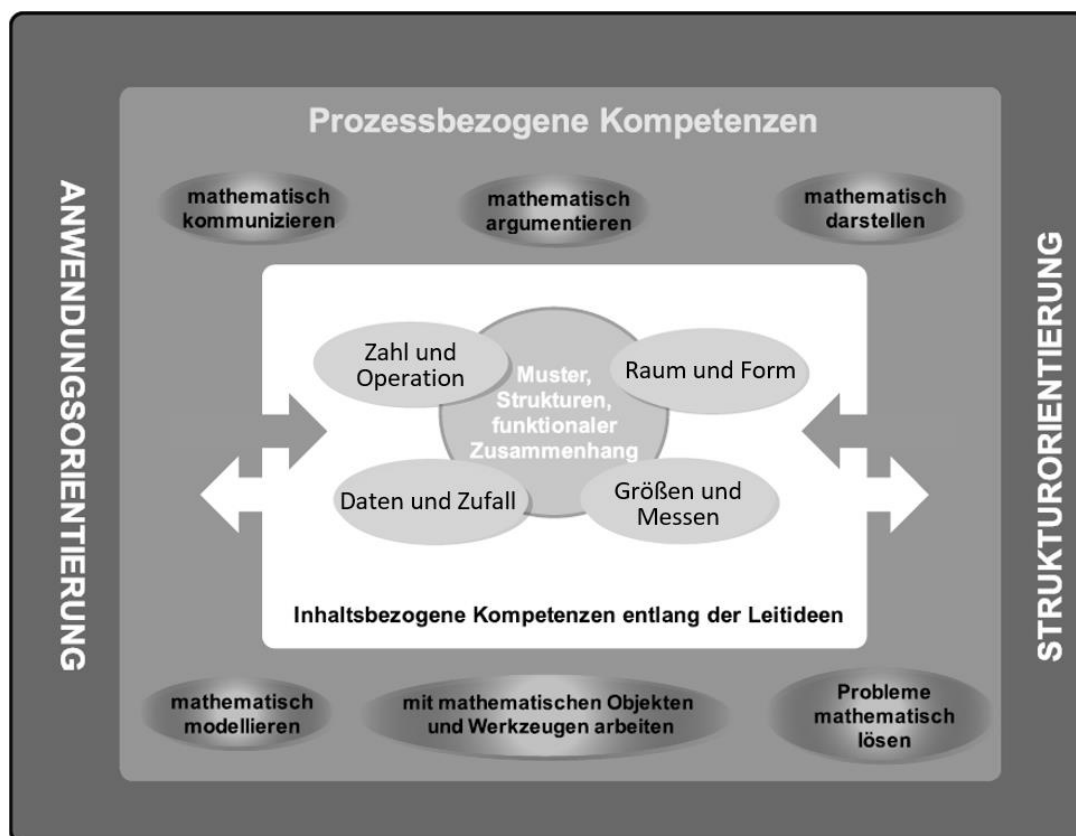 Prozessbezogene Kompetenzen
ANWENDUNGSORIENTIERUNG
mathematisch
kommunizieren
mathematisch
argumentieren
mathematisch
darstellen
Zahl und
Operation
Muster,
Strukturen,
funktionaler
Zusammenhang
Raum und Form
Daten und Zufall
Größen und
Messen
Inhaltsbezogene Kompetenzen entlang der Leitideen
mathematisch
modellieren
mit mathematischen Objekten
und Werkzeugen arbeiten
Probleme
mathematisch
lösen
STRUKTURORIENTIERUNG